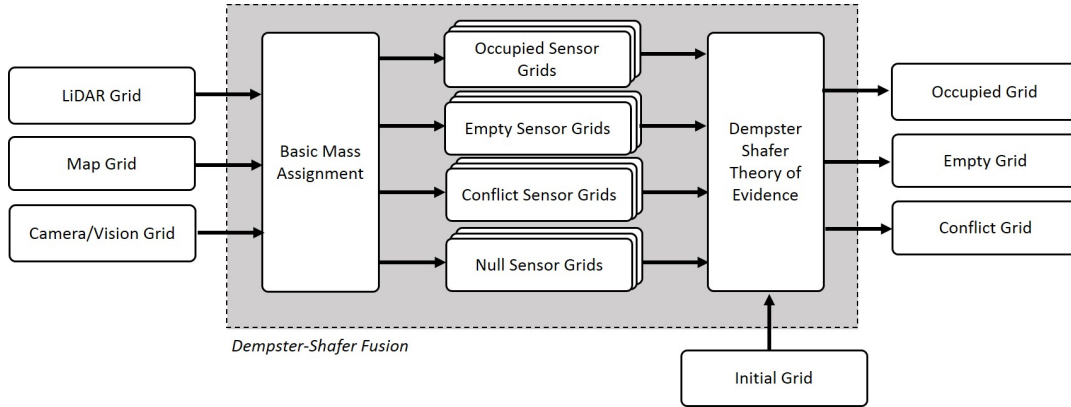 LiDAR Grid
Map Grid
Camera/Vision Grid
Basic Mass
Assignment
Occupied Sensor
Grids
Empty Sensor Grids
Conflict Sensor Grids
Null Sensor Grids
Dempster
Shafer
Theory of
Evidence
Occupied Grid
Empty Grid
Conflict Grid
Dempster-Shafer Fusion
Initial Grid